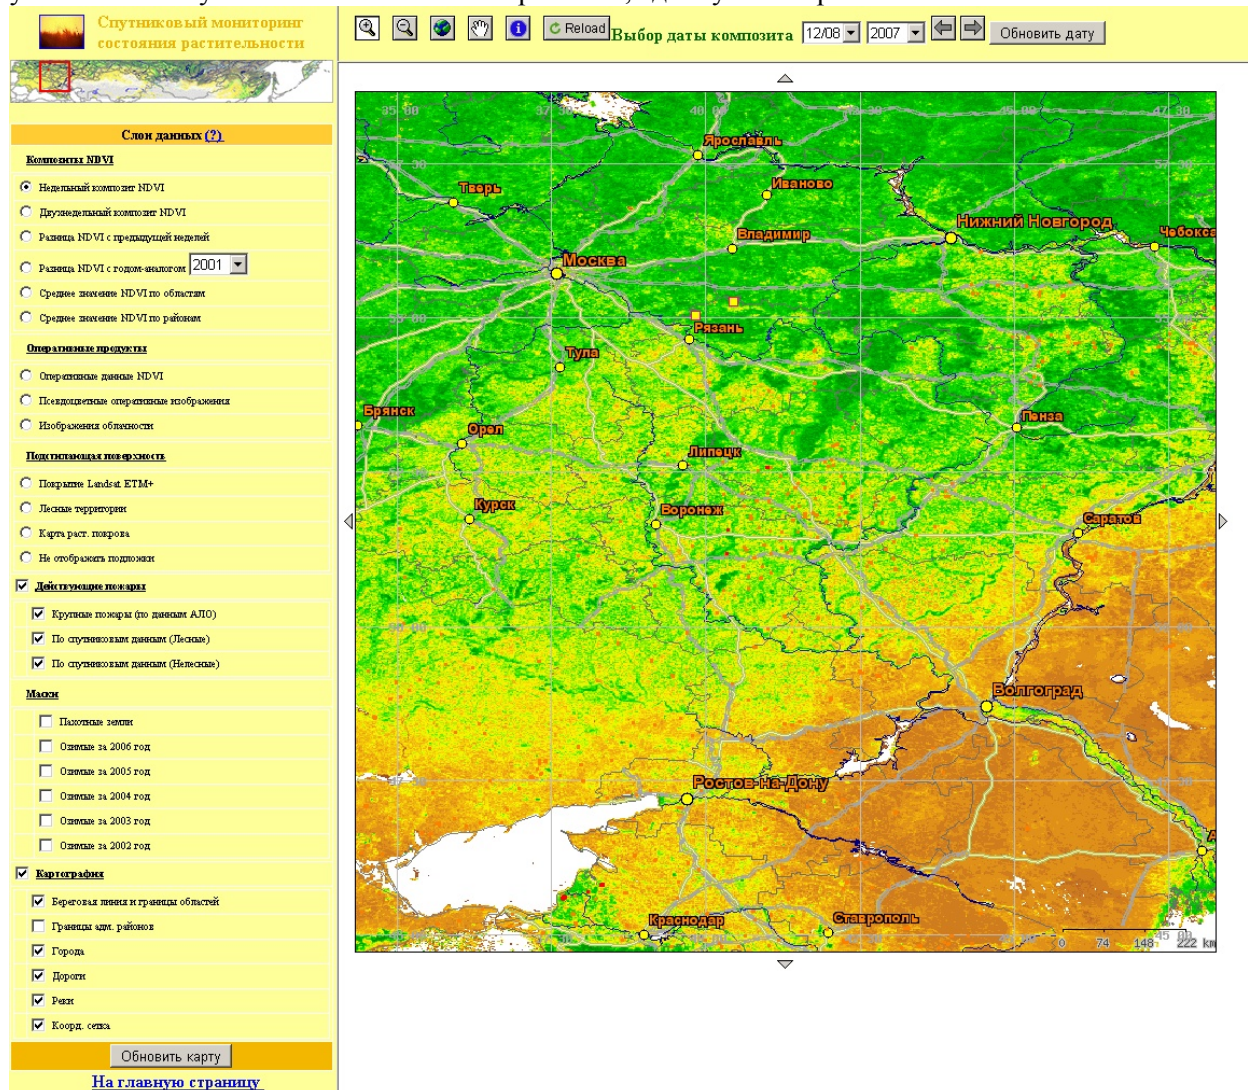 Спутниковый мониторинг
состояния растительности
Reload
Выбор даты композита 12/08 2007 Обновить дату
Слои данных (?)
Композиты NDVI
Недельный композит NDVI
Двухнедельный композит NDVI
Разница NDVI с предыдущей неделей
Разница NDVI с годом-аналогом 2001
Среднее значение NDVI по областям
Среднее значение NDVI по районам
Оперативные продукты
Оперативные данные NDVI
Псевдоцветные оперативные изображения
Изображения облачности
Подстилающая поверхность
Покрытие Landsat ETM+
Лесные территории
Карта раст. покрова
Не отображать подложки
Действующие пожары
Крупные пожары (по данным АЛО)
По спутниковым данным (Лесные)
По спутниковым данным (Нелесные)
Маски
Пахотные земли
Озимые за 2006 год
Озимые за 2005 год
Озимые за 2004 год
Озимые за 2003 год
Озимые за 2002 год
Картография
Береговая линия и границы областей
Границы адм. районов
Города
Дороги
Реки
Коорд. сетка
Обновить карту
На главную страницу
Ярославль
Тверь
Иваново
Нижний Новгород
Владимир
Чебокса
Москва
Рязань
Тула
Брянск
Орел
Пенза
Липецк
Курск
Воронеж
Саратов
Волгоград
Ростов-на-Дону
А
Краснодар
Ставрополь
0 74 148 222 km